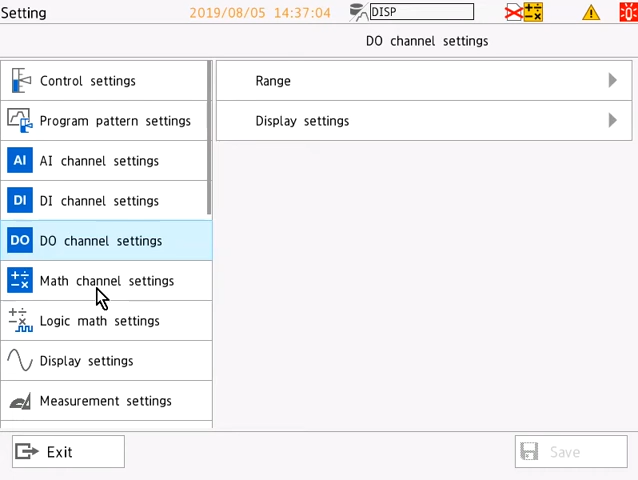 Setting
2019/08/05 14:37:04
DISP
DO channel settings
Control settings
Program pattern settings
AI AI channel settings
DI DI channel settings
DO DO channel settings
Math channel settings
Logic math settings
Display settings
Measurement settings
Range
Display settings
Exit
Save